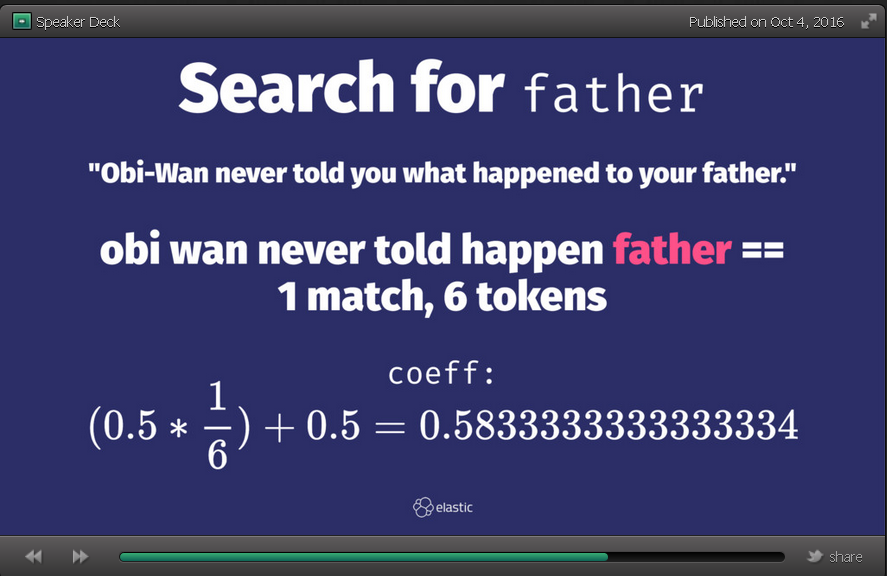 Speaker Deck
Published on Oct 4, 2016
Search for father
"Obi-Wan never told you what happened to your father."
obi wan never told happen father ==
1 match, 6 tokens
coeff:
(0.5 * 1/6) + 0.5 = 0.5833333333333334
elastic
share